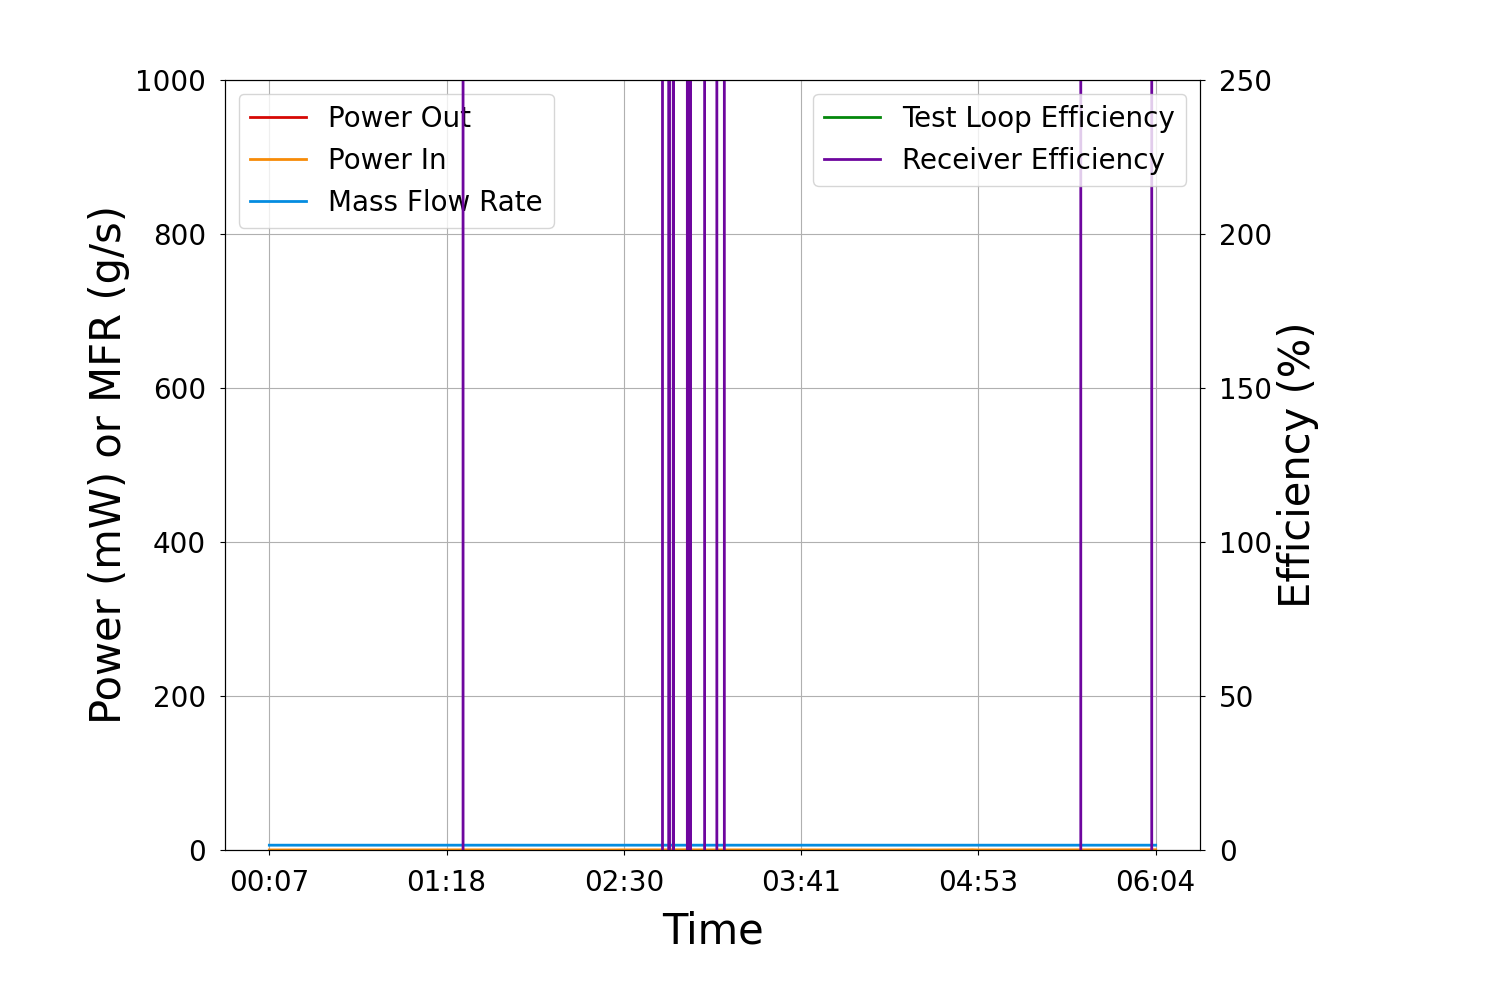 1000
800
600
400
200
0
Power (mW) or MFR (g/s)
Power Out
Power In
Mass Flow Rate
Test Loop Efficiency
Receiver Efficiency
250
200
150
100
50
0
Efficiency (%)
00:07 01:18 02:30 03:41 04:53 06:04
Time